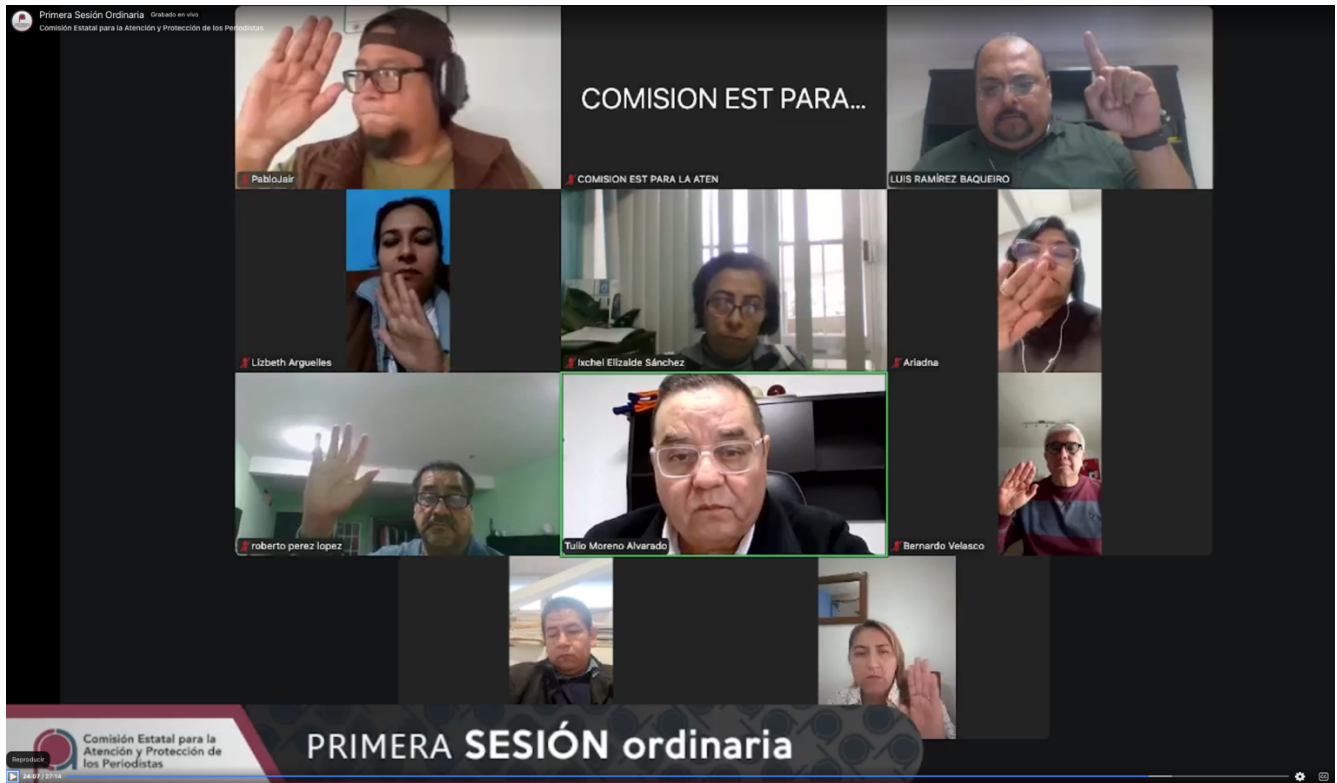 Primera Sesión Ordinaria Grabado en vivo
Comisión Estatal para la Atención y Protección de los Periodistas
COMISION EST PARA...
PabloJair
COMISION EST PARA LA ATEN
LUIS RAMÍREZ BAQUEIRO
Lizbeth Arguelles
Ixchel Elizalde Sánchez
Ariadna
roberto perez lopez
Tulio Moreno Alvarado
Bernardo Velasco
Comisión Estatal para la
Atención y Protección de
los Periodistas
PRIMERA SESIÓN ordinaria
Reproducir
24:07 / 27:14